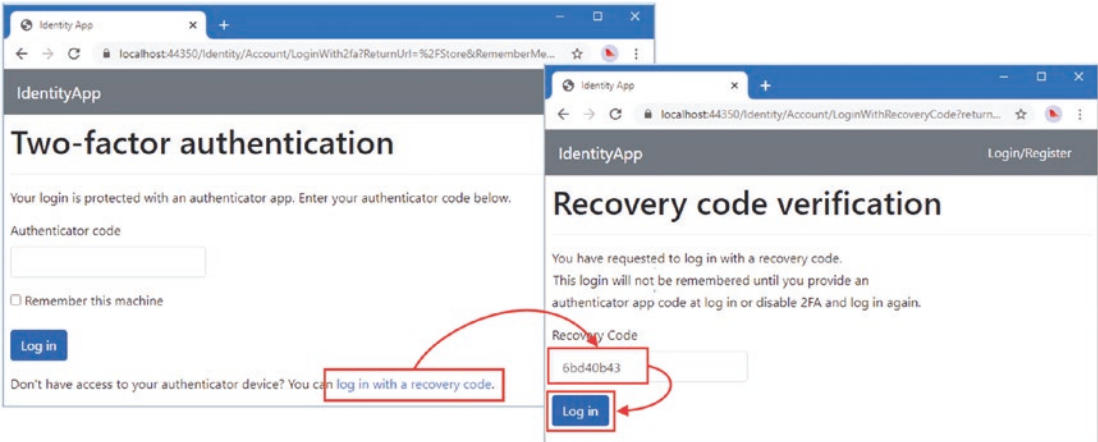 Identity App
localhost:44350/Identity/Account/LoginWith2fa?ReturnUrl=%2FStore&RememberMe...
IdentityApp
Two-factor authentication
Your login is protected with an authenticator app. Enter your authenticator code below.
Authenticator code
Remember this machine
Log in
Don't have access to your authenticator device? You can log in with a recovery code.
Identity App
localhost:44350/Identity/Account/LoginWithRecoveryCode?return...
IdentityApp
Login/Register
Recovery code verification
You have requested to log in with a recovery code.
This login will not be remembered until you provide an
authenticator app code at log in or disable 2FA and log in again.
Recovery Code
6bd40b43
Log in